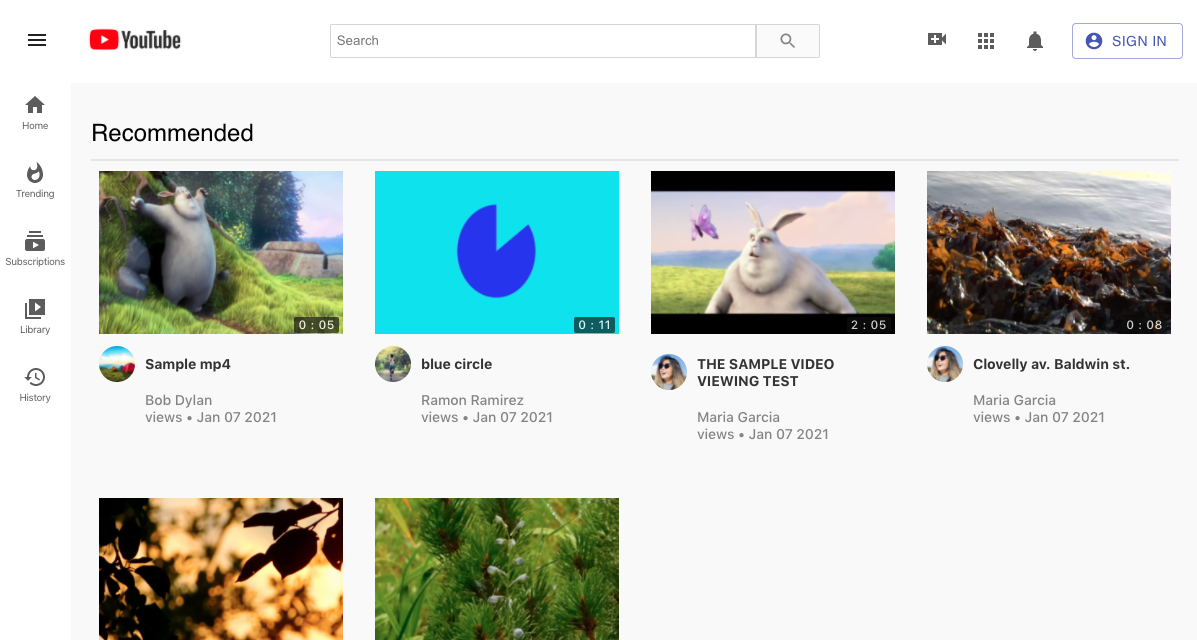 YouTube
Search
SIGN IN
Home
Trending
Subscriptions
Library
History
Recommended
0 : 05
0 : 11
2 : 05
0 : 08
Sample mp4
Bob Dylan
views • Jan 07 2021
blue circle
Ramon Ramirez
views • Jan 07 2021
THE SAMPLE VIDEO
VIEWING TEST
Maria Garcia
views • Jan 07 2021
Clovelly av. Baldwin st.
Maria Garcia
views • Jan 07 2021